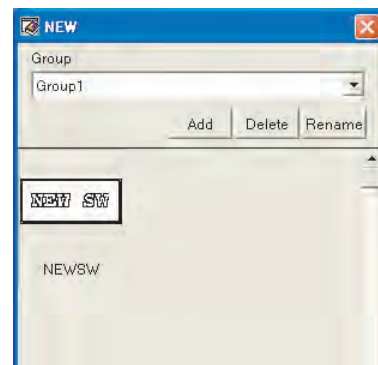 NEW
Group
Group1
Add Delete Rename
NEW SW
NEWSW